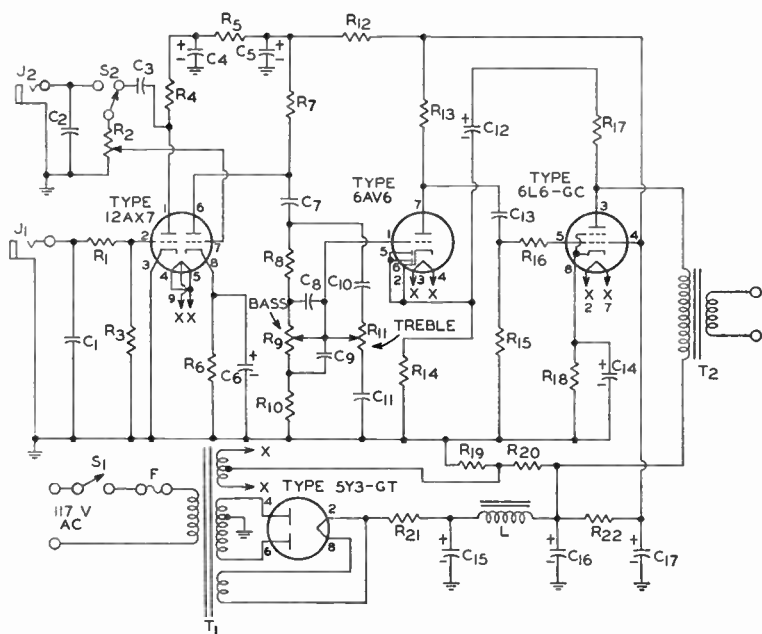 R5
R12
C4
C5
J2
S2
C3
R4
R7
R13
C12
R17
C2
R2
TYPE
12AX7
TYPE
6AV6
TYPE
6L6-GC
1
6
7
3
C7
C13
J1
R1
2
7
1
5
4
R16
3
4
5
8
9
X X
R8
C8
C10
5
6
2
3
4
X X
8
X
2
X
7
BASS
R9
R11
TREBLE
C9
R3
C1
R6
C6
R10
C11
R14
R15
R18
C14
T2
R19
R20
X
X
S1
F
117 V
AC
TYPE 5Y3-GT
4
6
2
8
R21
L
R22
C15
C16
C17
T1